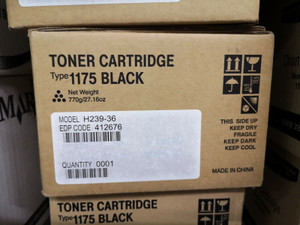 TONER CARTRIDGE
Type 1175 BLACK
Net Weight
770g/27.16oz
MODEL H239-36
EDP CODE 412676
QUANTITY 0001
THIS SIDE UP
KEEP DRY
FRAGILE
KEEP DARK
KEEP COOL
MADE IN CHINA
TONER CARTRIDGE
Type 1175 BLACK